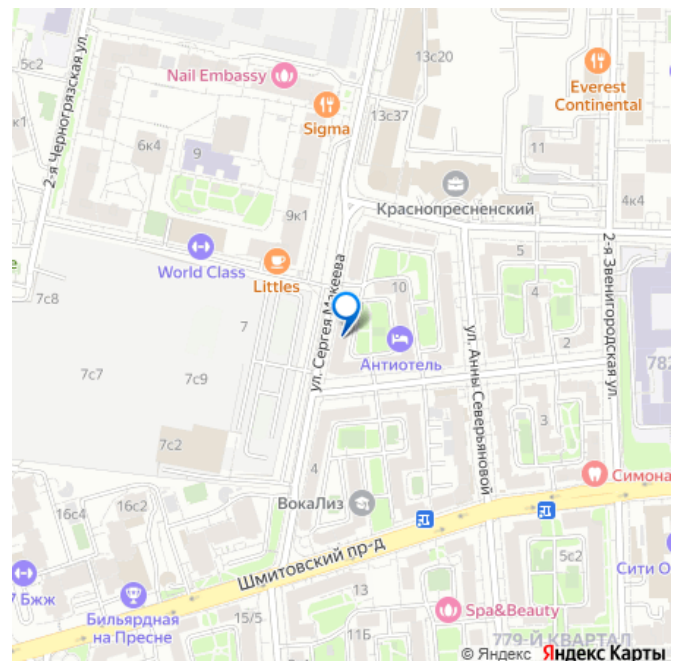 5с2
13с20
Nail Embassy
Everest
Continental
13с37
Sigma
к1
6к4
9
11
2-я Черногрязская ул.
Краснопресненский
4к4
9к1
World Class
Littles
ул. Сергея Макеева
5
2-я Звенигородская ул.
7с8
7
10
4
Антиотель
ул. Анны Северьяновой
2
7с7
7с9
3
7с2
4
ВокаЛиз
Симона
16с4
16с2
Шмитовский пр-д
5с2
Сити О
7 Бжж
Бильярдная
на Пресне
15/5
13
Spa&Beauty
11Б
779-Й КВАРТАЛ
© Яндекс Яндекс Карты